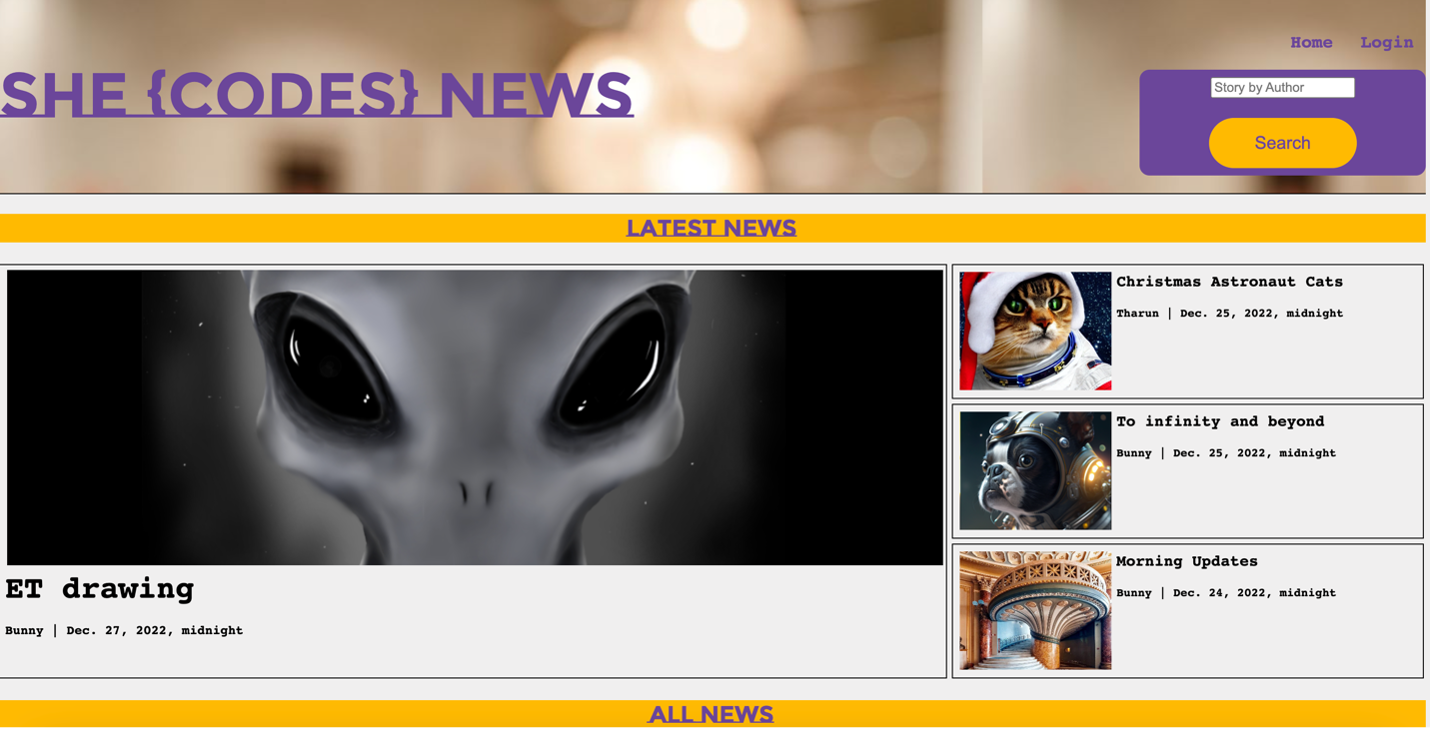 Home Login
SHE {CODES} NEWS
Story by Author
Search
LATEST NEWS
ET drawing
Bunny | Dec. 27, 2022, midnight
Christmas Astronaut Cats
Tharun | Dec. 25, 2022, midnight
To infinity and beyond
Bunny | Dec. 25, 2022, midnight
Morning Updates
Bunny | Dec. 24, 2022, midnight
ALL NEWS